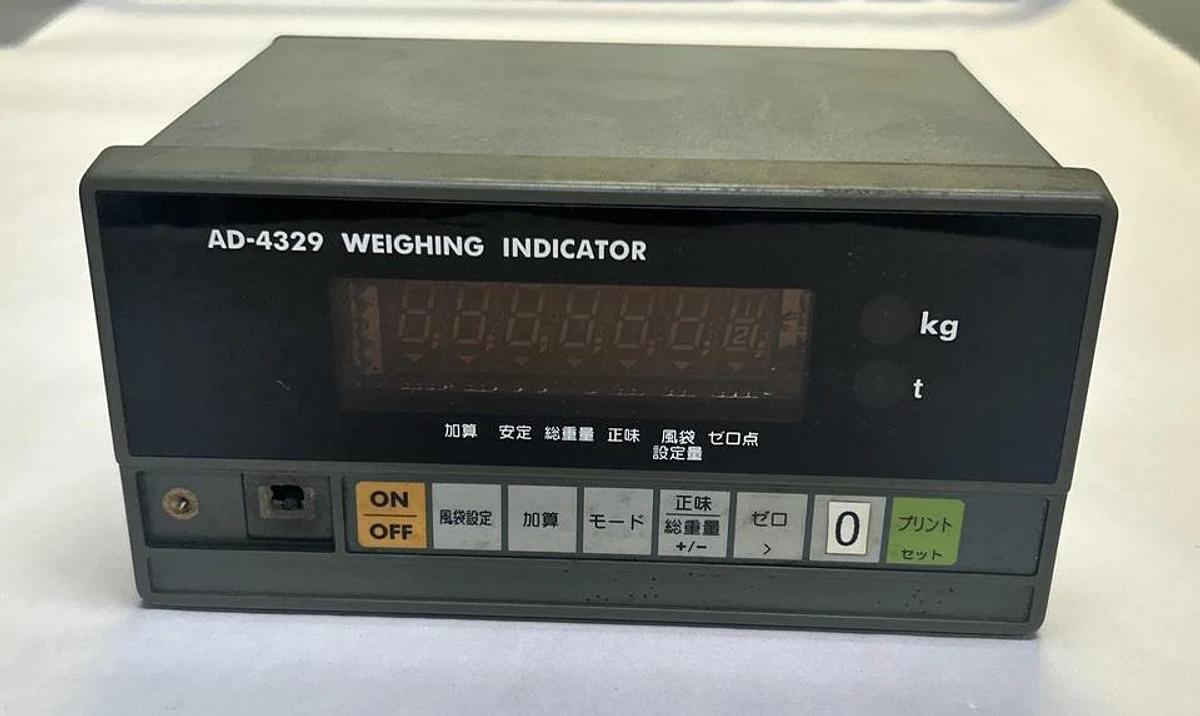 AD-4329 WEIGHING INDICATOR
kg
t
加算 安定 総重量 正味 風袋 ゼロ点
設定量
ON
OFF
風袋設定
加算
モード
正味
総重量
+/-
ゼロ
>
0
プリント
セット